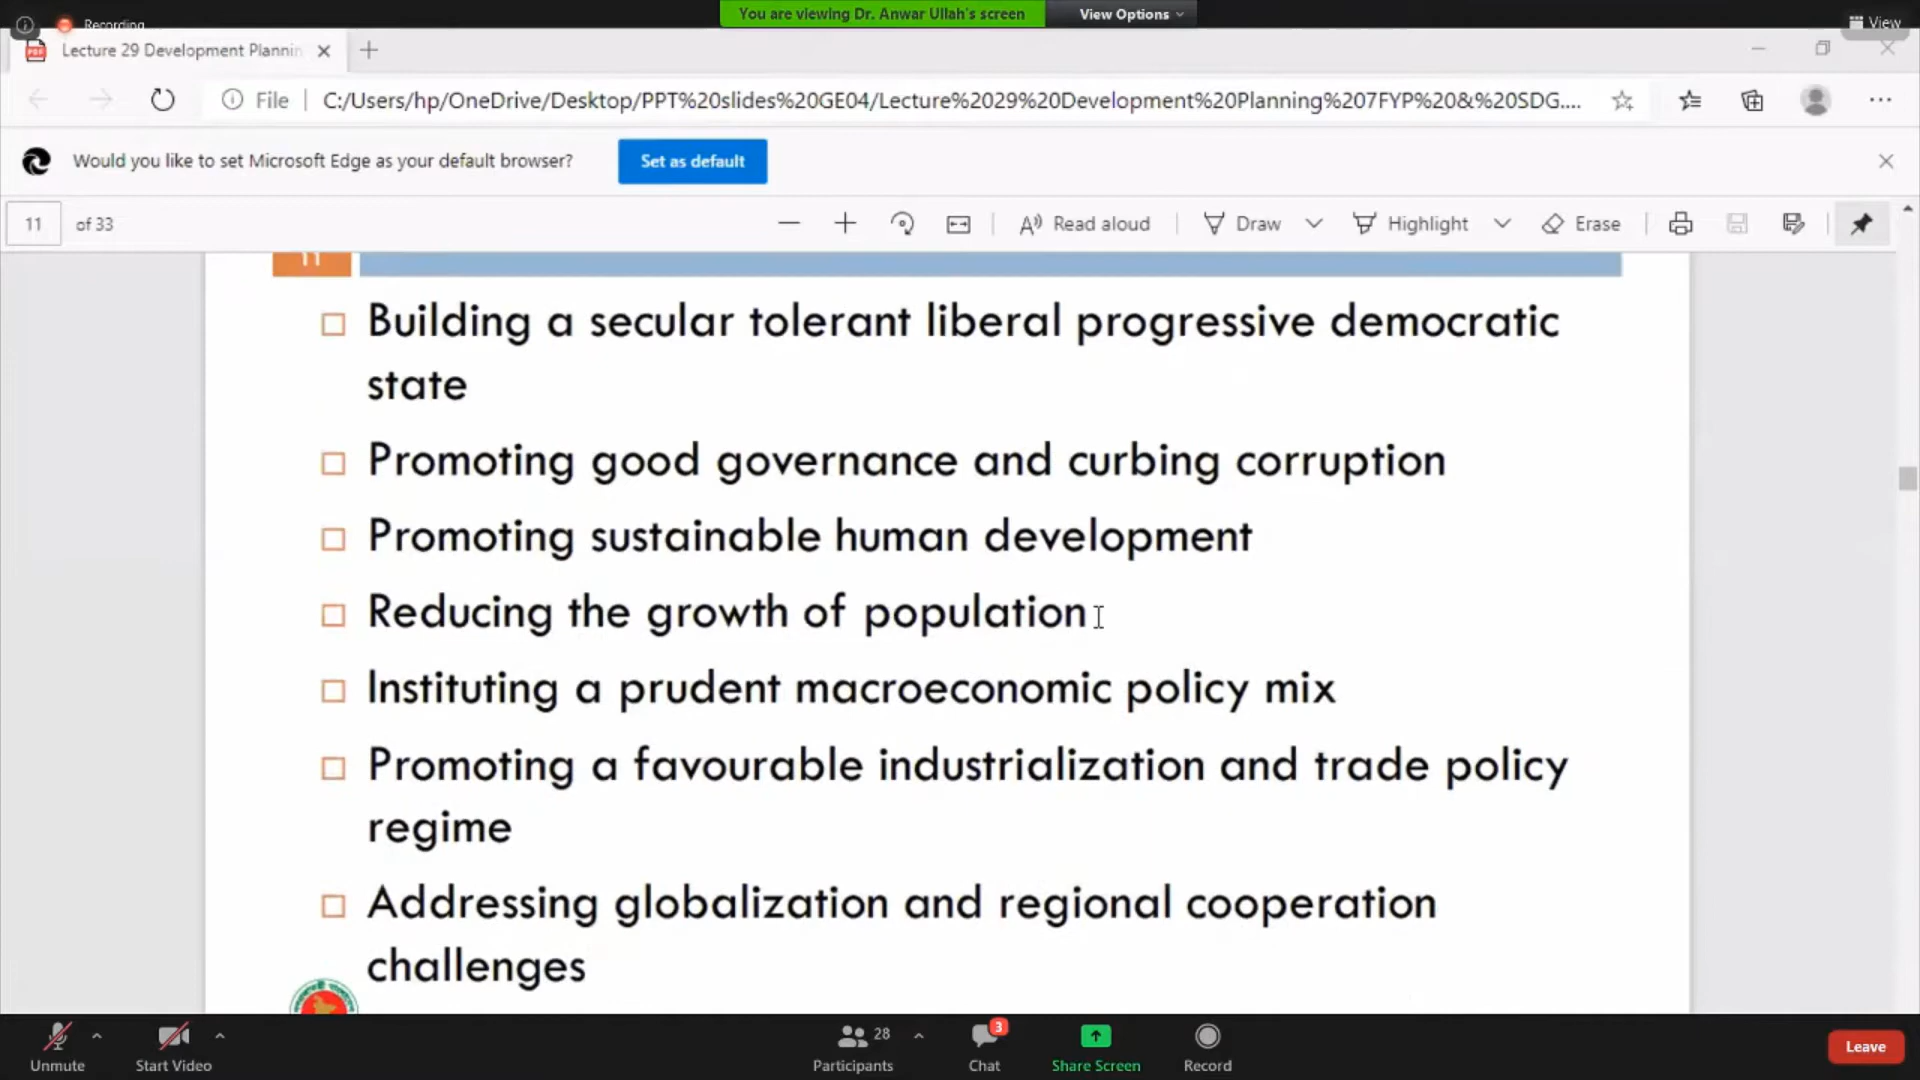 You are viewing Dr. Anwar Ullah's screen View Options
Recording
View
Lecture 29 Development Plannin
File C:/Users/hp/OneDrive/Desktop/PPT%20slides%20GE04/Lecture%2029%20Development%20Planning%207FYP%20&%20SDG....
Would you like to set Microsoft Edge as your default browser? Set as default
11 of 33 Read aloud Draw Highlight Erase
11
Building a secular tolerant liberal progressive democratic
state
Promoting good governance and curbing corruption
Promoting sustainable human development
Reducing the growth of population
Instituting a prudent macroeconomic policy mix
Promoting a favourable industrialization and trade policy
regime
Addressing globalization and regional cooperation
challenges
28 3
Unmute Start Video Participants Chat Share Screen Record Leave